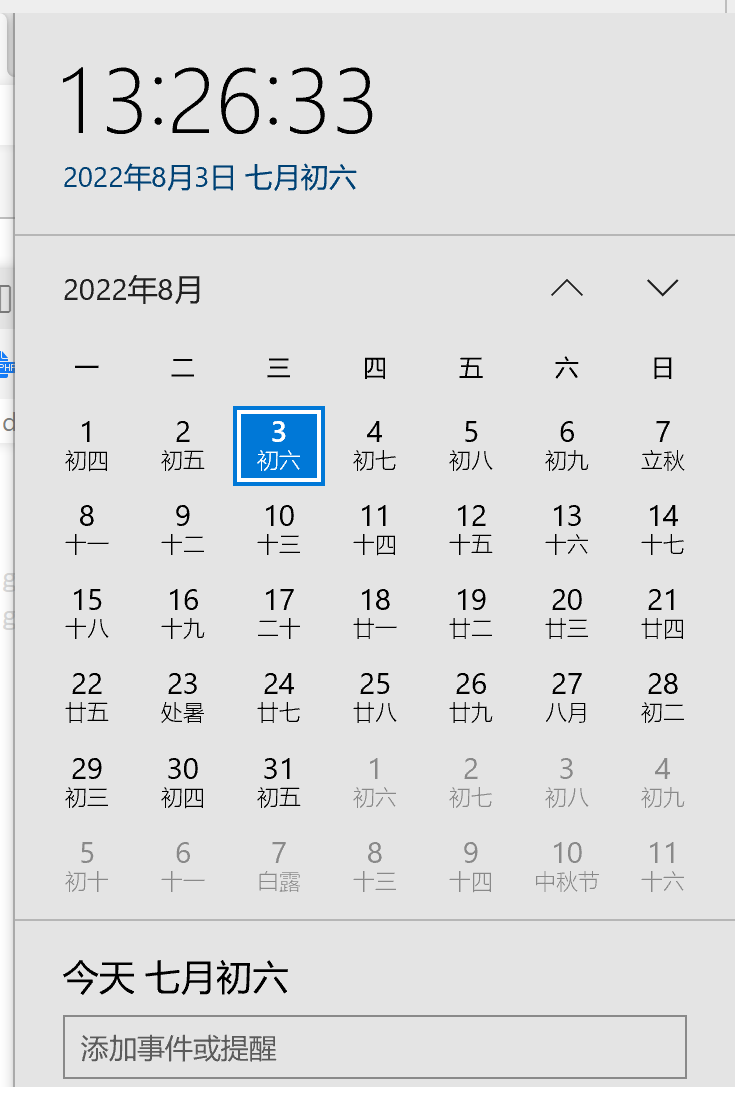 13:26:33
2022年8月3日 七月初六
2022年8月
一 二 三 四 五 六 日
1 2 3 4 5 6 7
初四 初五 初六 初七 初八 初九 立秋
8 9 10 11 12 13 14
十一 十二 十三 十四 十五 十六 十七
15 16 17 18 19 20 21
十八 十九 二十 廿一 廿二 廿三 廿四
22 23 24 25 26 27 28
廿五 处暑 廿七 廿八 廿九 八月 初二
29 30 31 1 2 3 4
初三 初四 初五 初六 初七 初八 初九
5 6 7 8 9 10 11
初十 十一 白露 十三 十四 中秋节 十六
今天 七月初六
添加事件或提醒